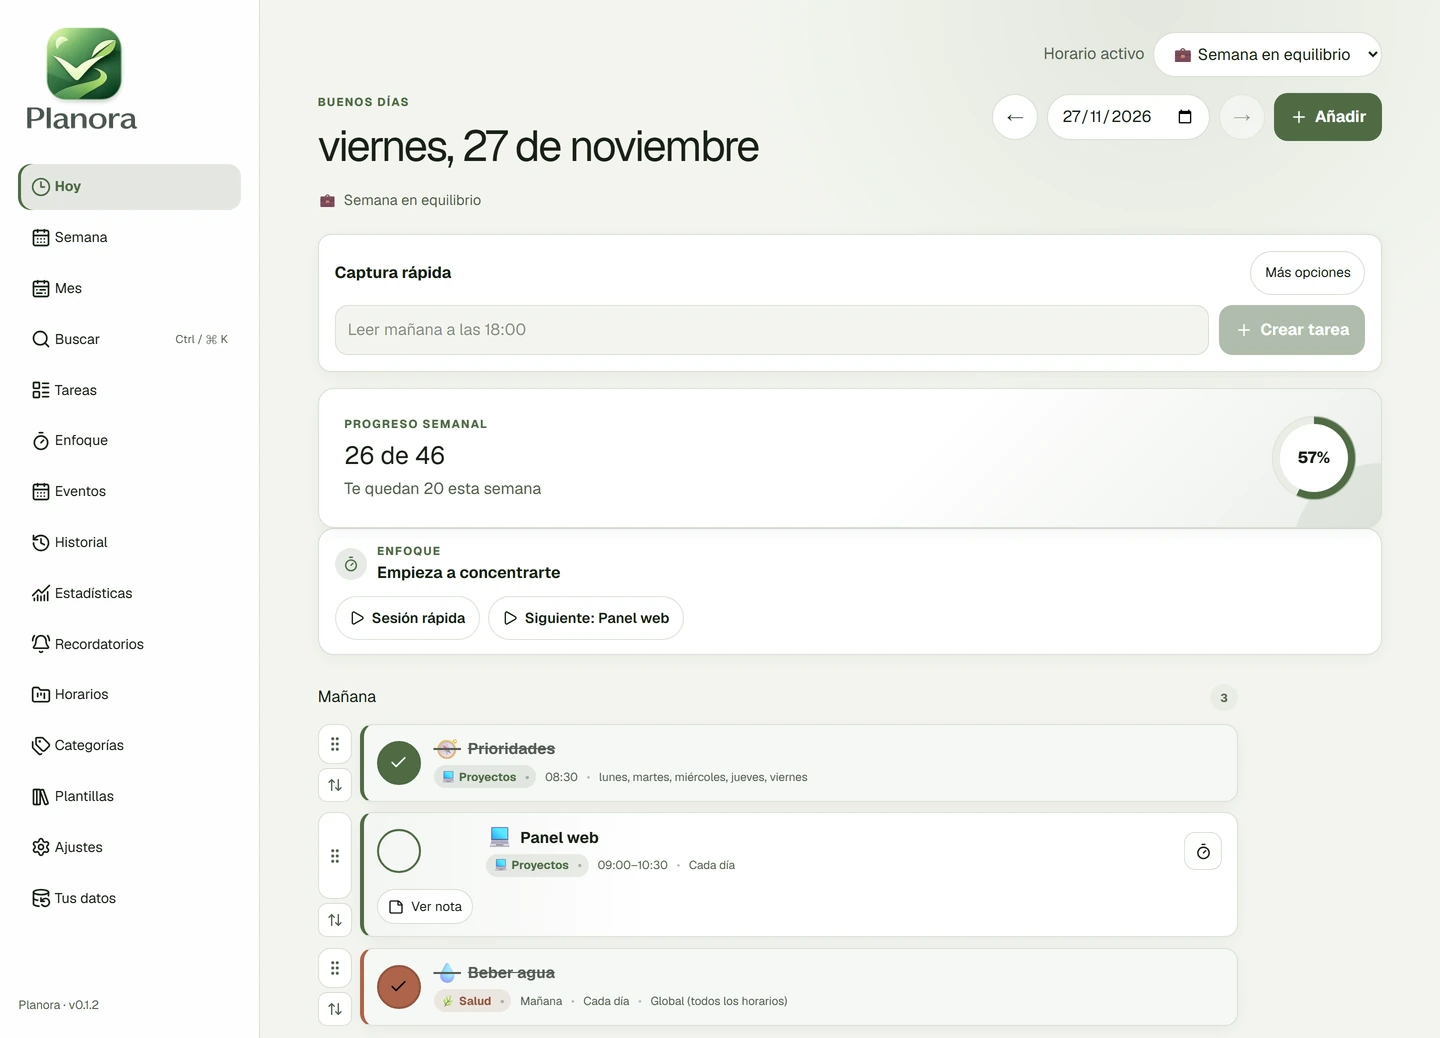 Planora
Hoy
Semana
Mes
Buscar Ctrl / ⌘ K
Tareas
Enfoque
Eventos
Historial
Estadísticas
Recordatorios
Horarios
Categorías
Plantillas
Ajustes
Tus datos
Planora · v0.1.2
Horario activo Semana en equilibrio
BUENOS DÍAS
viernes, 27 de noviembre
← 27/11/2026 → + Añadir
Semana en equilibrio
Captura rápida Más opciones
Leer mañana a las 18:00 + Crear tarea
PROGRESO SEMANAL
26 de 46
Te quedan 20 esta semana
57%
ENFOQUE
Empieza a concentrarte
Sesión rápida Siguiente: Panel web
Mañana 3
Prioridades
Proyectos • 08:30 • lunes, martes, miércoles, jueves, viernes
Panel web
Proyectos • 09:00–10:30 • Cada día
Ver nota
Beber agua
Salud • Mañana • Cada día • Global (todos los horarios)